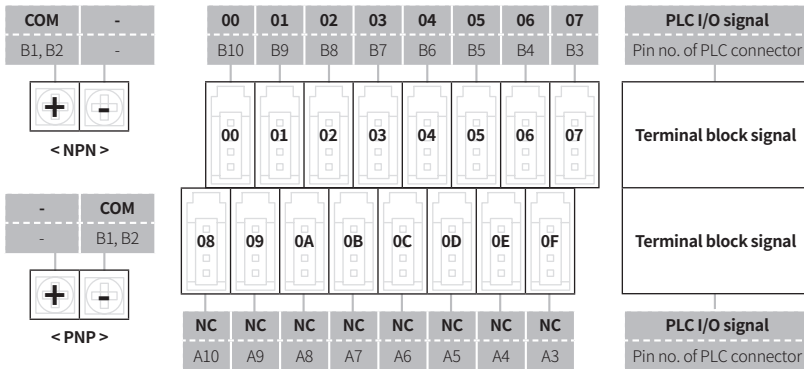 COM -
B1, B2 -
+ -
< NPN >
- COM
- B1, B2
+ -
< PNP >
00 01 02 03 04 05 06 07
B10 B9 B8 B7 B6 B5 B4 B3
00 01 02 03 04 05 06 07
08 09 0A 0B 0C 0D 0E 0F
NC NC NC NC NC NC NC NC
A10 A9 A8 A7 A6 A5 A4 A3
PLC I/O signal
Pin no. of PLC connector
Terminal block signal
Terminal block signal
PLC I/O signal
Pin no. of PLC connector